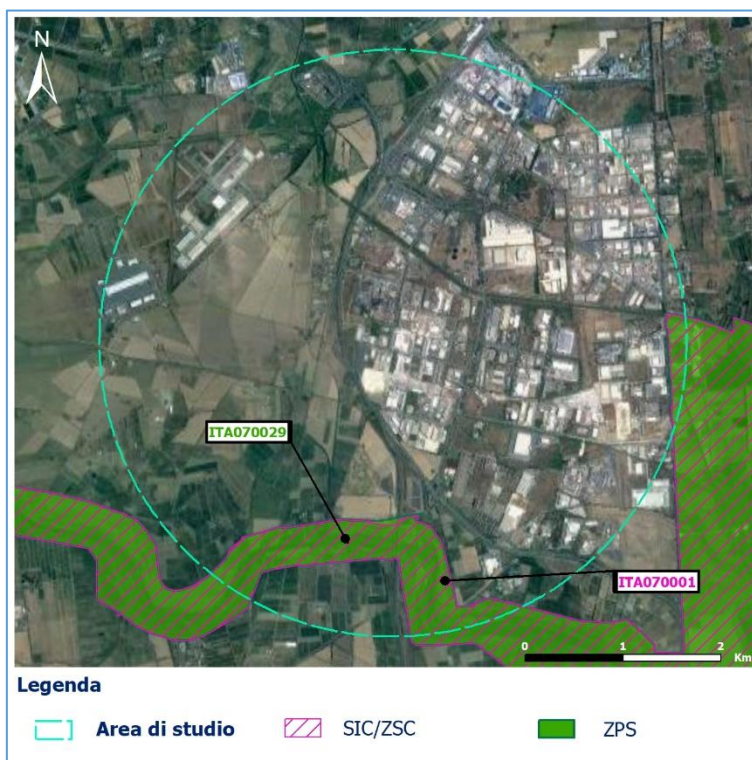 N
ITA070029
ITA070001
0 1 2
Km
Legenda
Area di studio SIC/ZSC ZPS